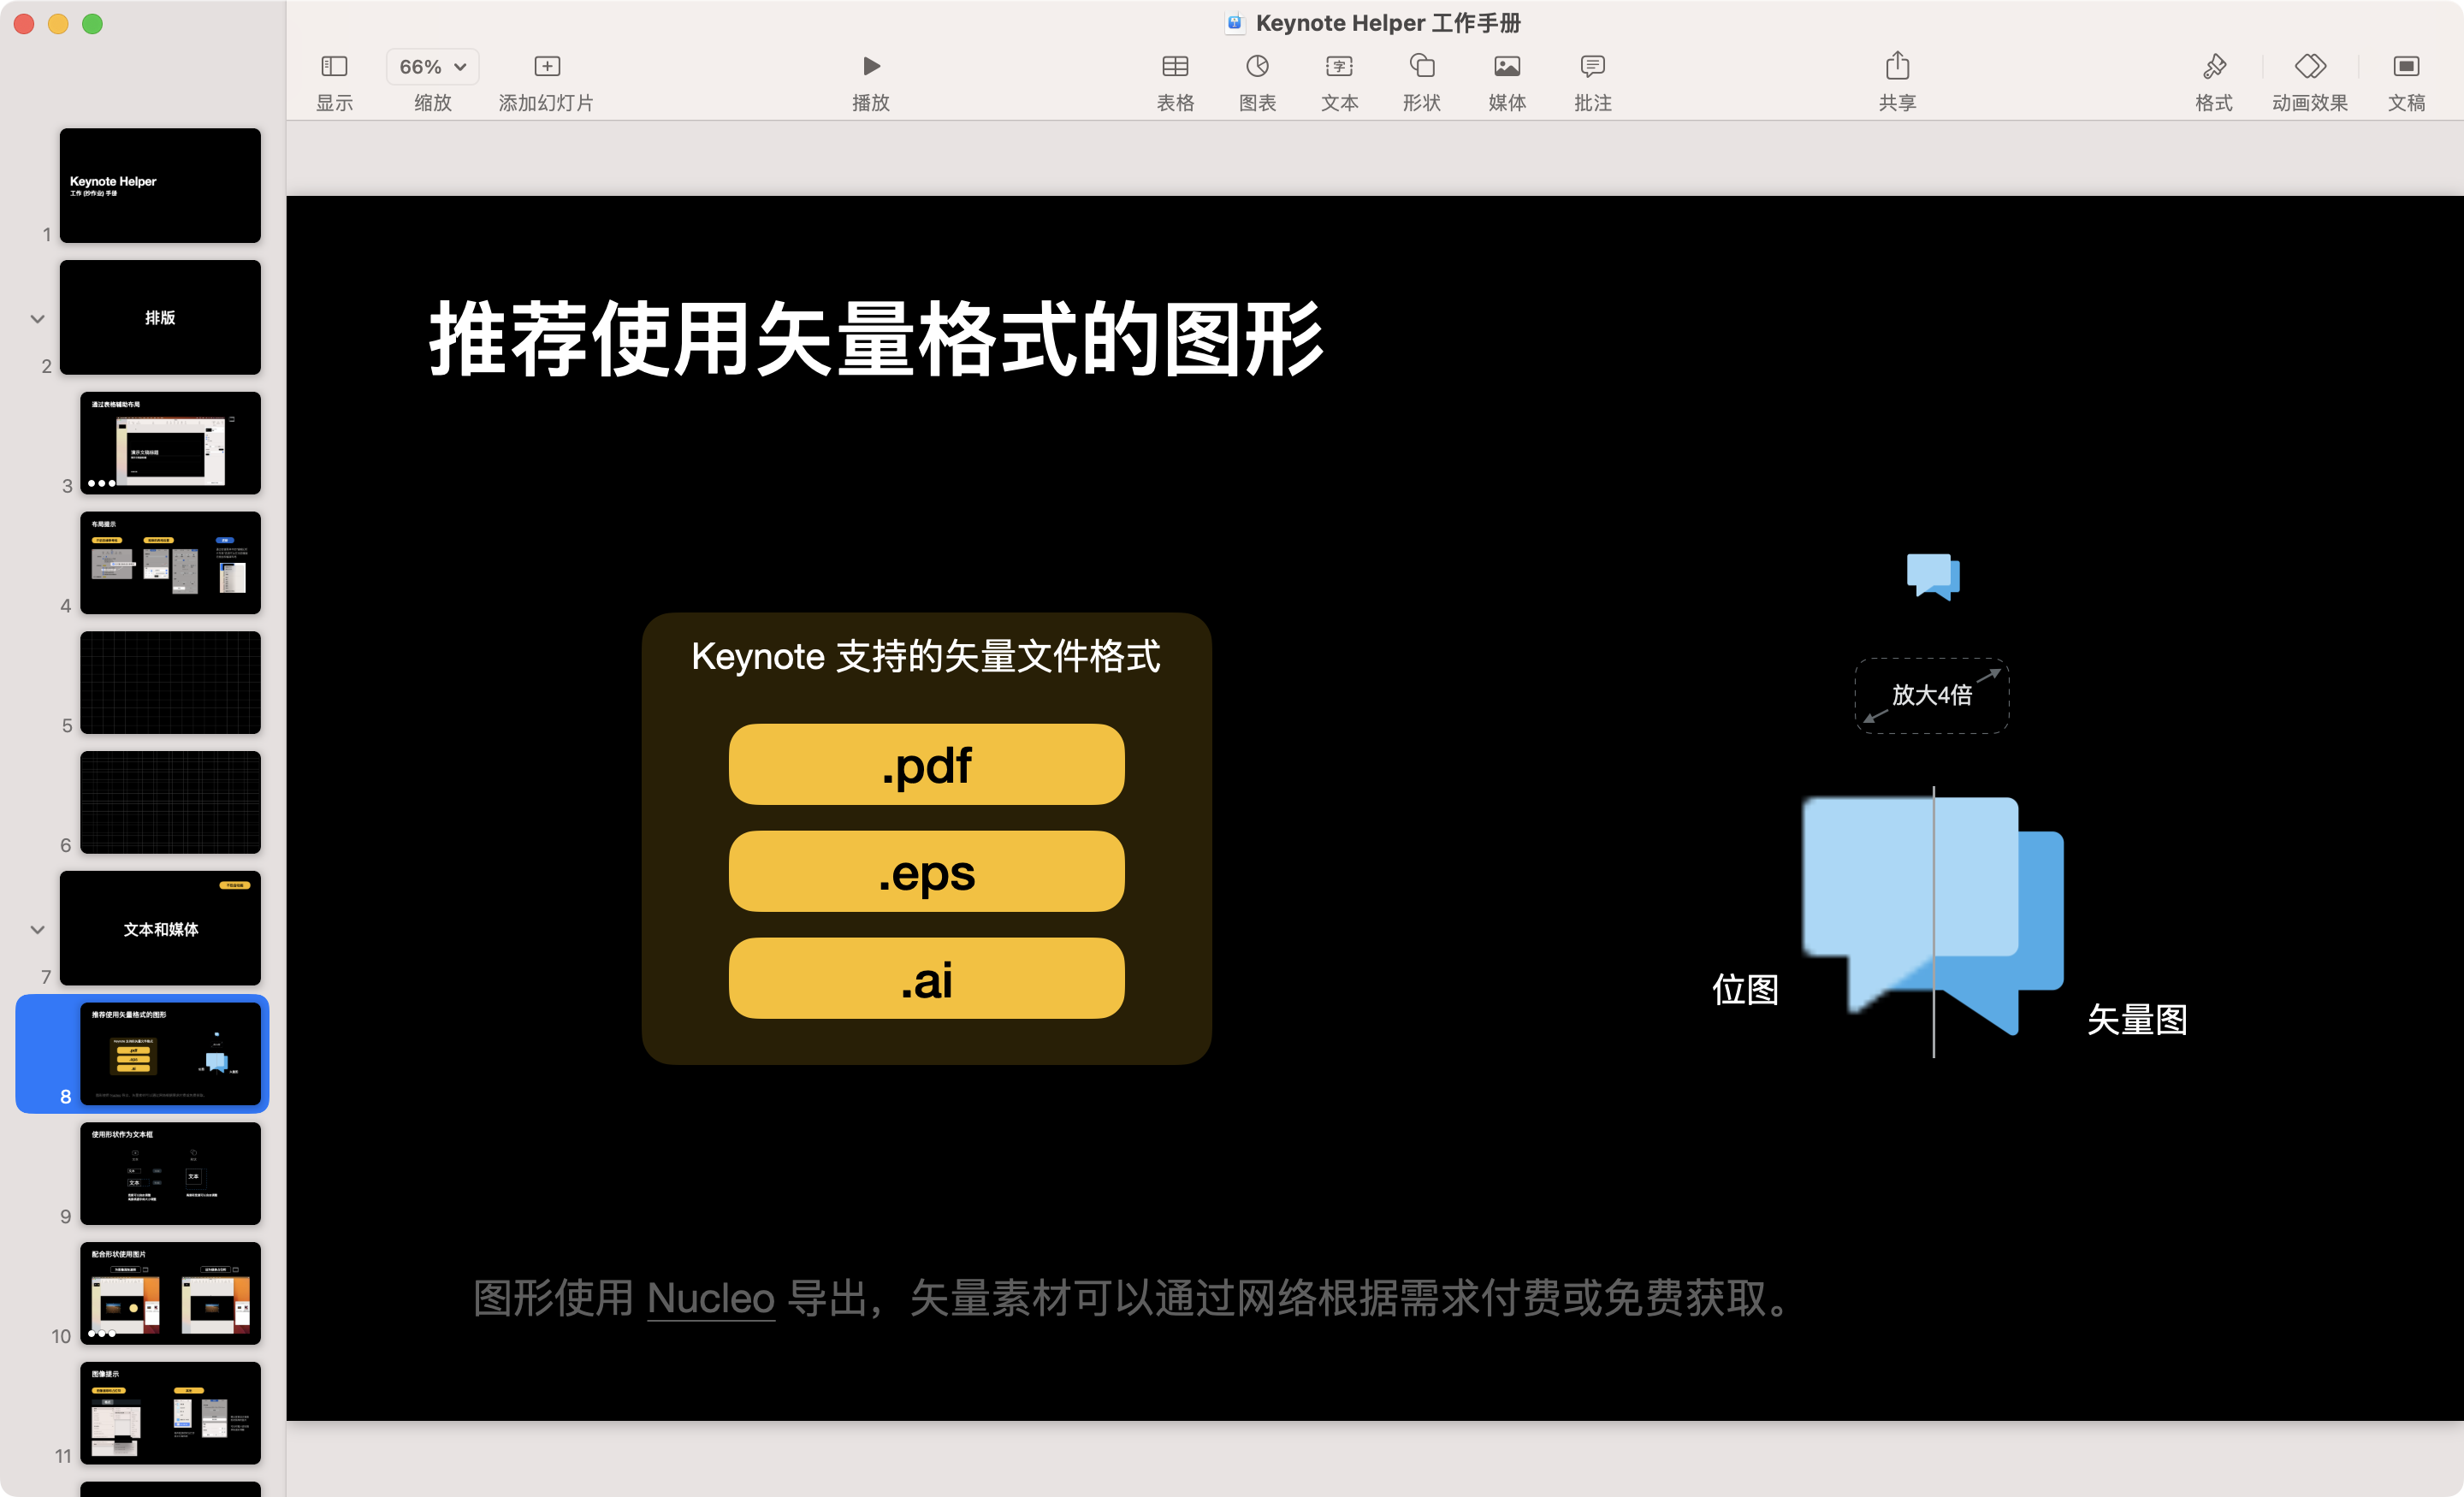 Keynote Helper 工作手册
66%
显示
缩放
添加幻灯片
播放
表格
图表
文本
形状
媒体
批注
共享
格式
动画效果
文稿
Keynote Helper
工作 (抄作业) 手册
1
排版
2
通过表格辅助布局
3
布局提示
4
5
6
文本和媒体
7
推荐使用矢量格式的图形
8
使用形状作为文本框
9
配合形状使用图片
10
图像提示
11
推荐使用矢量格式的图形
Keynote 支持的矢量文件格式
.pdf
.eps
.ai
放大4倍
位图
矢量图
图形使用 Nucleo 导出，矢量素材可以通过网络根据需求付费或免费获取。